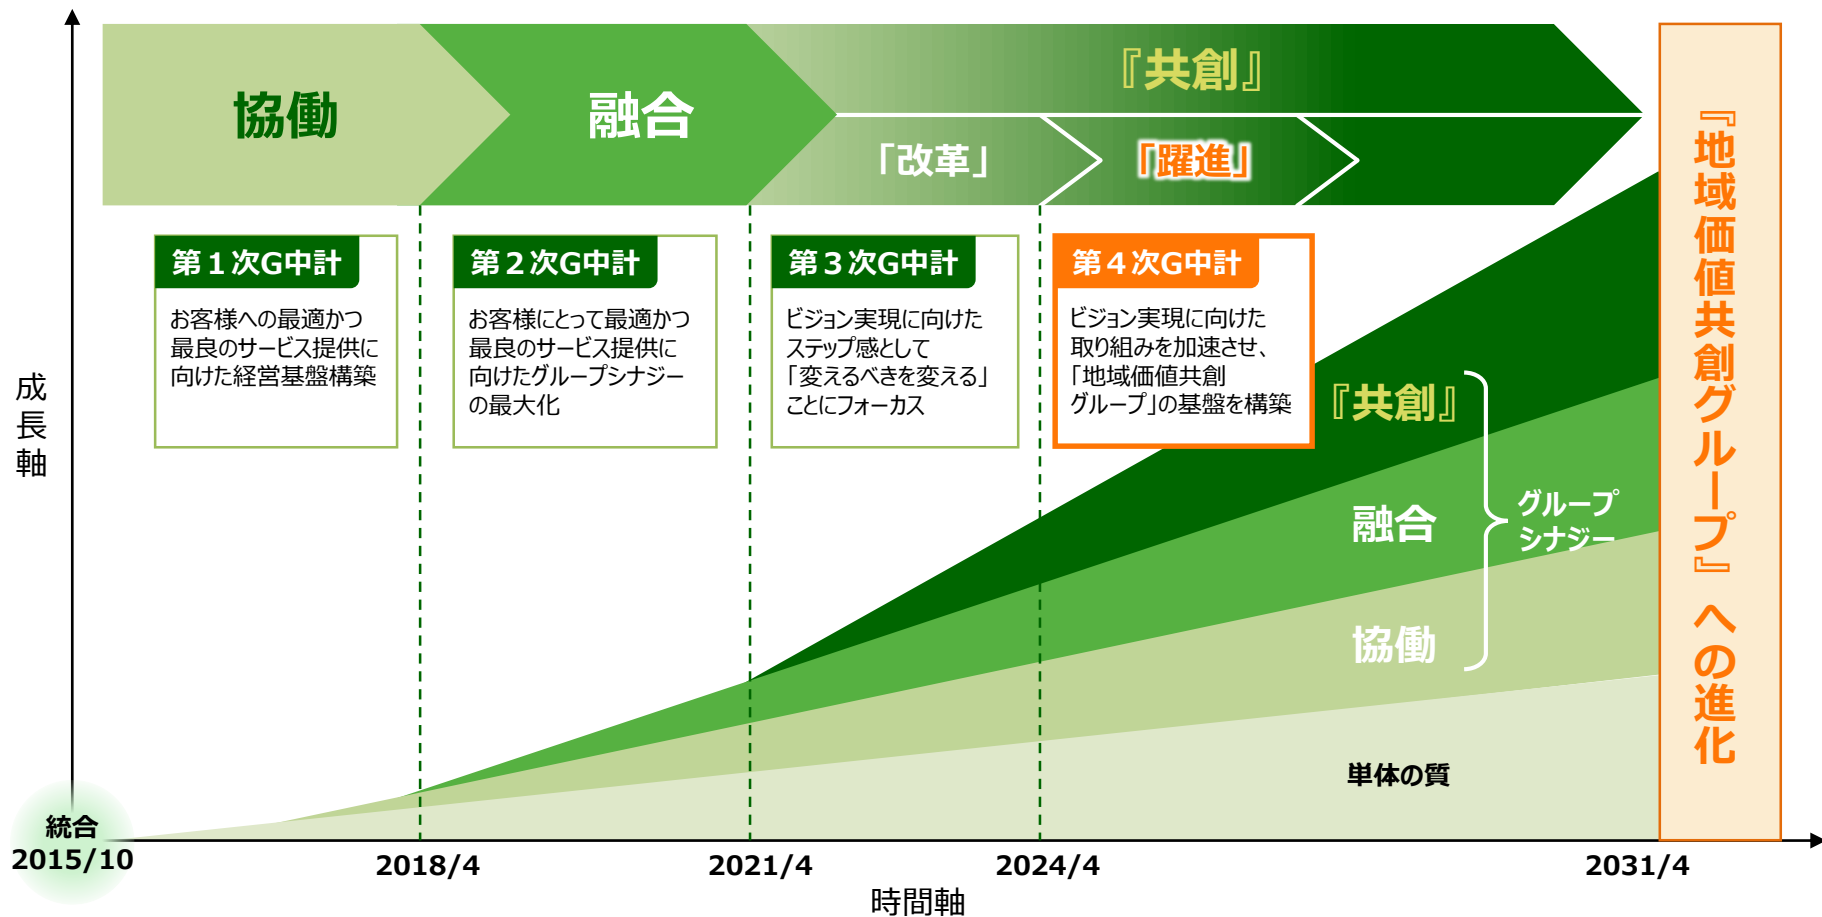 協働
融合
『共創』
「改革」
「躍進」
第１次G中計
お客様への最適かつ
最良のサービス提供に
向けた経営基盤構築
第２次G中計
お客様にとって最適かつ
最良のサービス提供に
向けたグループシナジー
の最大化
第３次G中計
ビジョン実現に向けた
ステップ感として
「変えるべきを変える」
ことにフォーカス
第４次G中計
ビジョン実現に向けた
取り組みを加速させ、
「地域価値共創
グループ」の基盤を構築
成長軸
『共創』
融合
協働
グループ
シナジー
単体の質
『地域価値共創グループ』への進化
統合
2015/10
2018/4
2021/4
2024/4
2031/4
時間軸